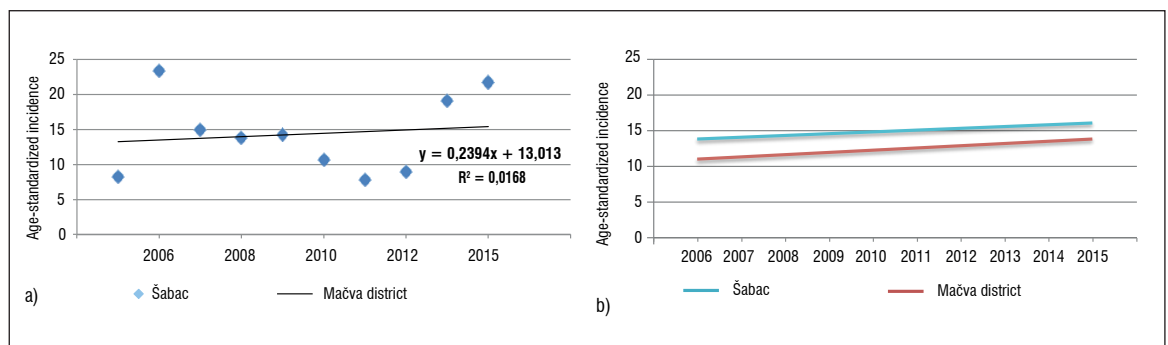 Age-standardized incidence
25
20
15
10
5
0
y = 0,2394x + 13,013
R² = 0,0168
2006 2008 2010 2012 2015
Šabac Mačva district
a)
Age-standardized incidence
25
20
15
10
5
0
2006 2007 2008 2009 2010 2011 2012 2013 2014 2015
Šabac Mačva district
b)